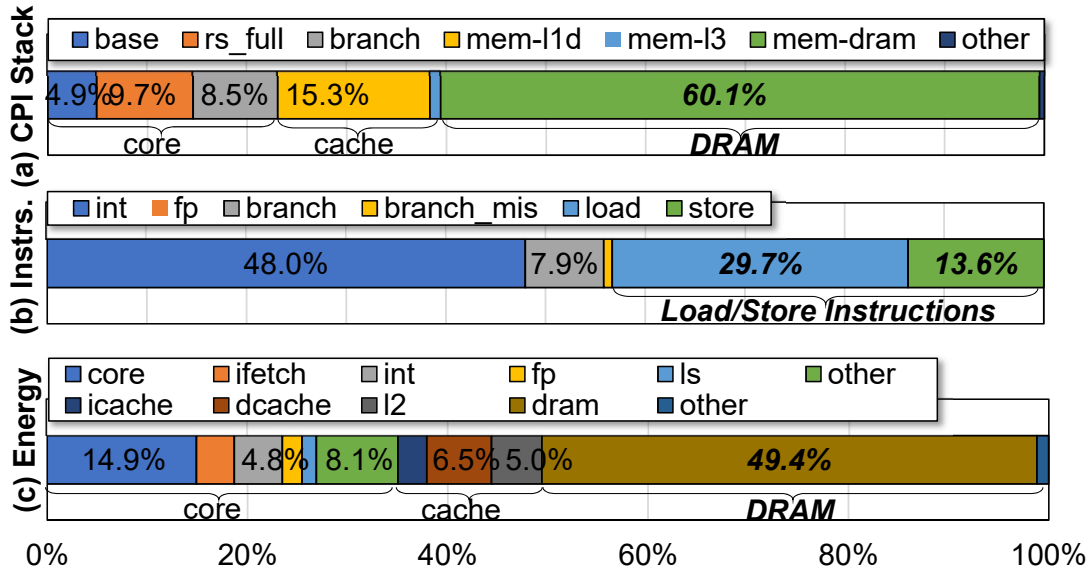 (a) CPI Stack
base rs_full branch mem-l1d mem-l3 mem-dram other
4.9% 9.7% 8.5% 15.3% 60.1%
core cache DRAM
(b) Instrs.
int fp branch branch_mis load store
48.0% 7.9% 29.7% 13.6%
Load/Store Instructions
(c) Energy
core ifetch int fp ls other
icache dcache l2 dram other
14.9% 4.8% 8.1% 6.5% 5.0% 49.4%
core cache DRAM
0% 20% 40% 60% 80% 100%